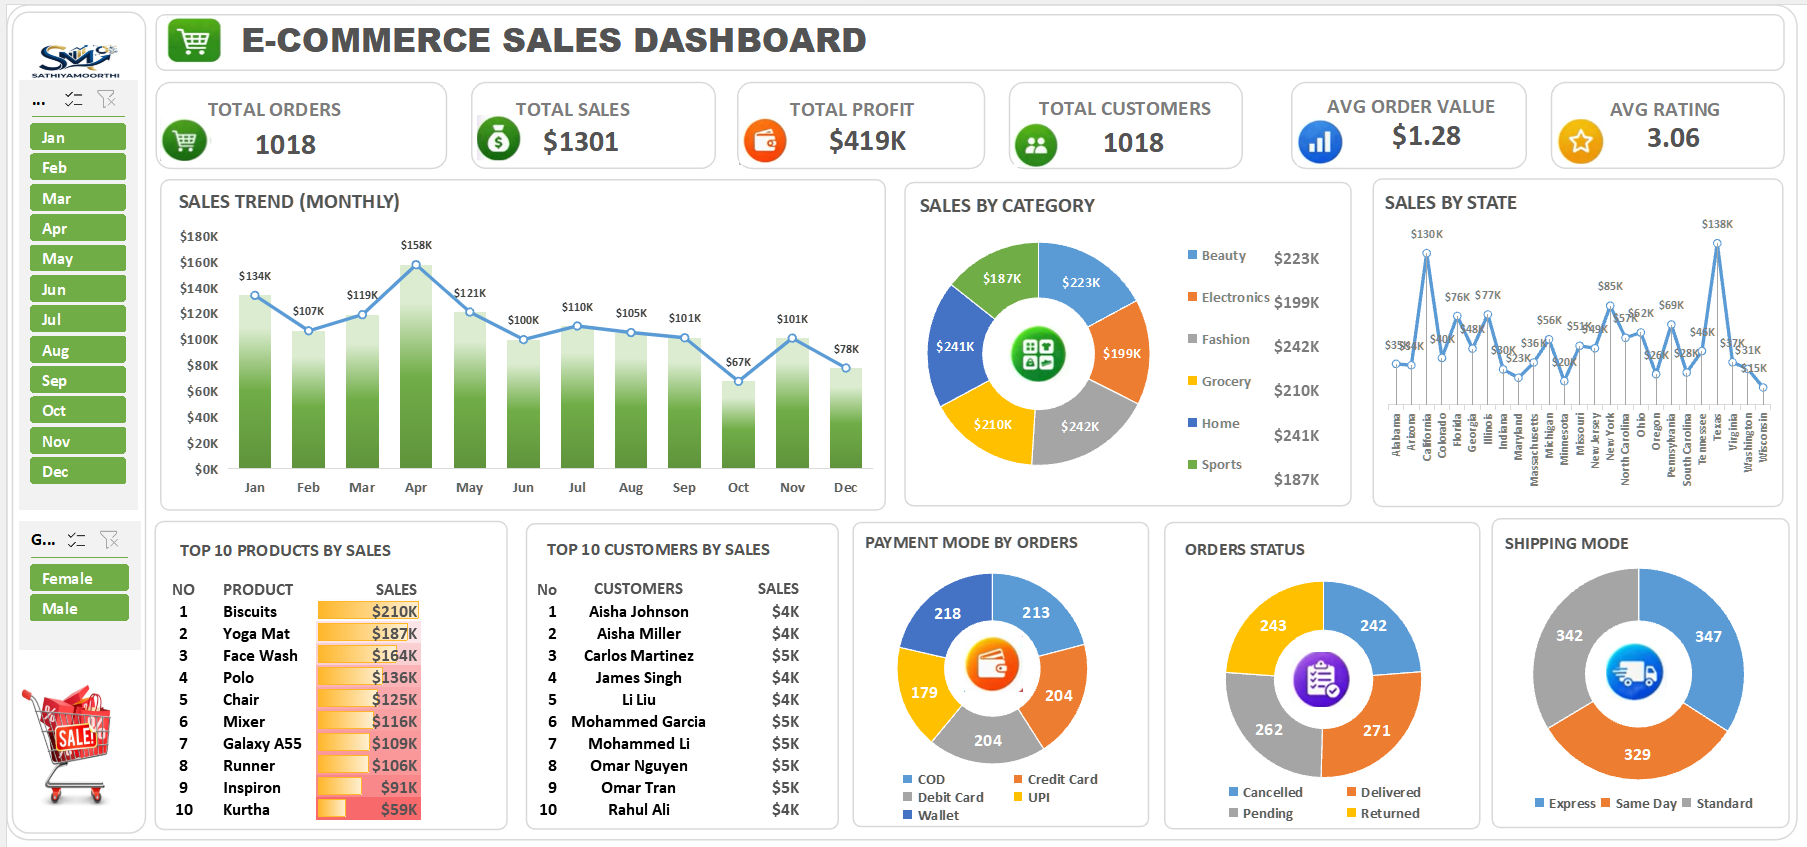 SM
SATHIYAMOORTHI
E-COMMERCE SALES DASHBOARD
...
Jan
Feb
Mar
Apr
May
Jun
Jul
Aug
Sep
Oct
Nov
Dec
G...
Female
Male
SALE!
TOTAL ORDERS
1018
TOTAL SALES
$1301
TOTAL PROFIT
$419K
TOTAL CUSTOMERS
1018
AVG ORDER VALUE
$1.28
AVG RATING
3.06
SALES TREND (MONTHLY)
$180K
$160K
$140K
$120K
$100K
$80K
$60K
$40K
$20K
$0K
$134K
$107K
$119K
$158K
$121K
$100K
$110K
$105K
$101K
$67K
$101K
$78K
Jan Feb Mar Apr May Jun Jul Aug Sep Oct Nov Dec
SALES BY CATEGORY
$223K
$199K
$242K
$210K
$241K
$187K
Beauty $223K
Electronics $199K
Fashion $242K
Grocery $210K
Home $241K
Sports $187K
SALES BY STATE
$35K
$34K
$130K
$40K
$76K
$48K
$77K
$30K
$23K
$36K
$56K
$20K
$51K
$49K
$85K
$57K
$62K
$26K
$69K
$28K
$46K
$138K
$37K
$31K
$15K
Alabama
Arizona
California
Colorado
Florida
Georgia
Illinois
Indiana
Maryland
Massachusetts
Michigan
Minnesota
Missouri
New Jersey
New York
North Carolina
Ohio
Oregon
Pennsylvania
South Carolina
Tennessee
Texas
Virginia
Washington
Wisconsin
TOP 10 PRODUCTS BY SALES
NO PRODUCT SALES
1 Biscuits $210K
2 Yoga Mat $187K
3 Face Wash $164K
4 Polo $136K
5 Chair $125K
6 Mixer $116K
7 Galaxy A55 $109K
8 Runner $106K
9 Inspiron $91K
10 Kurtha $59K
TOP 10 CUSTOMERS BY SALES
No CUSTOMERS SALES
1 Aisha Johnson $4K
2 Aisha Miller $4K
3 Carlos Martinez $5K
4 James Singh $4K
5 Li Liu $4K
6 Mohammed Garcia $5K
7 Mohammed Li $5K
8 Omar Nguyen $5K
9 Omar Tran $5K
10 Rahul Ali $4K
PAYMENT MODE BY ORDERS
218
213
179
204
204
COD Credit Card
Debit Card UPI
Wallet
ORDERS STATUS
243
242
262
271
Cancelled Delivered
Pending Returned
SHIPPING MODE
342
347
329
Express Same Day Standard